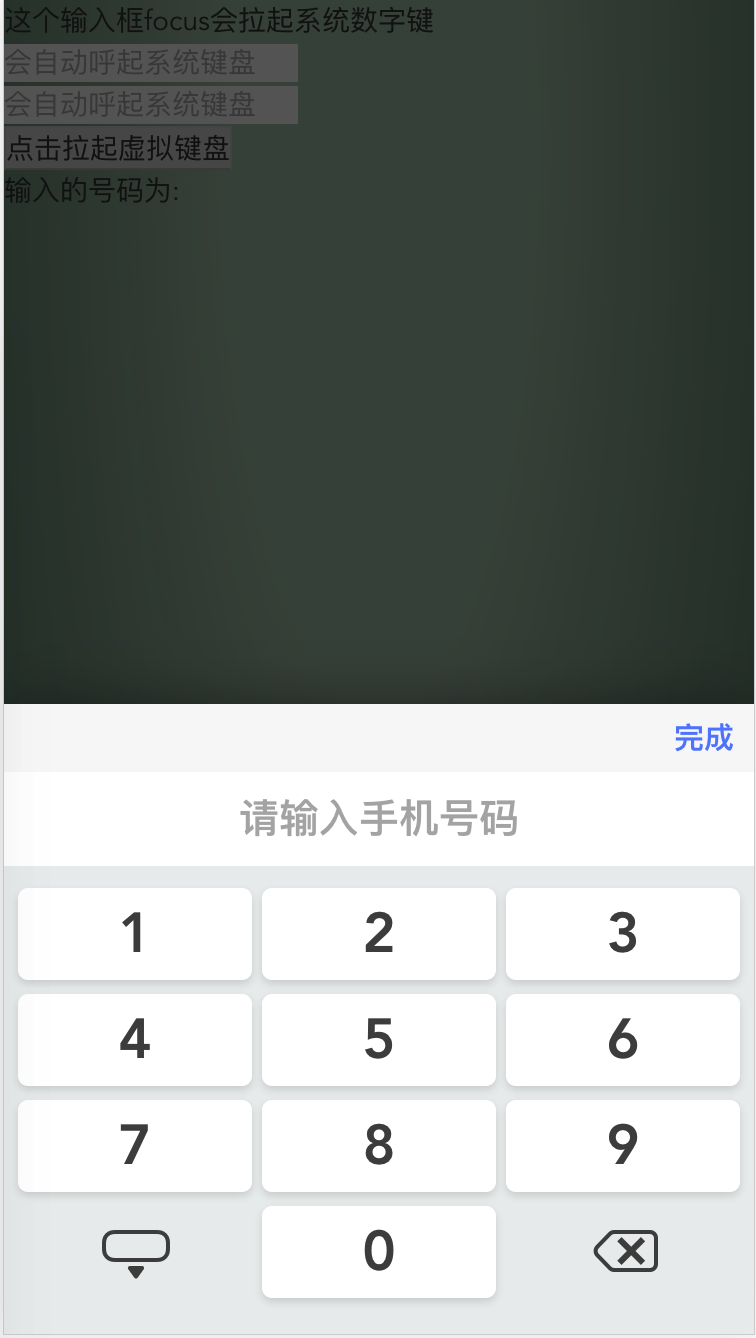 这个输入框focus会拉起系统数字键
会自动呼起系统键盘
会自动呼起系统键盘
点击拉起虚拟键盘
输入的号码为:
完成
请输入手机号码
1 2 3
4 5 6
7 8 9
0